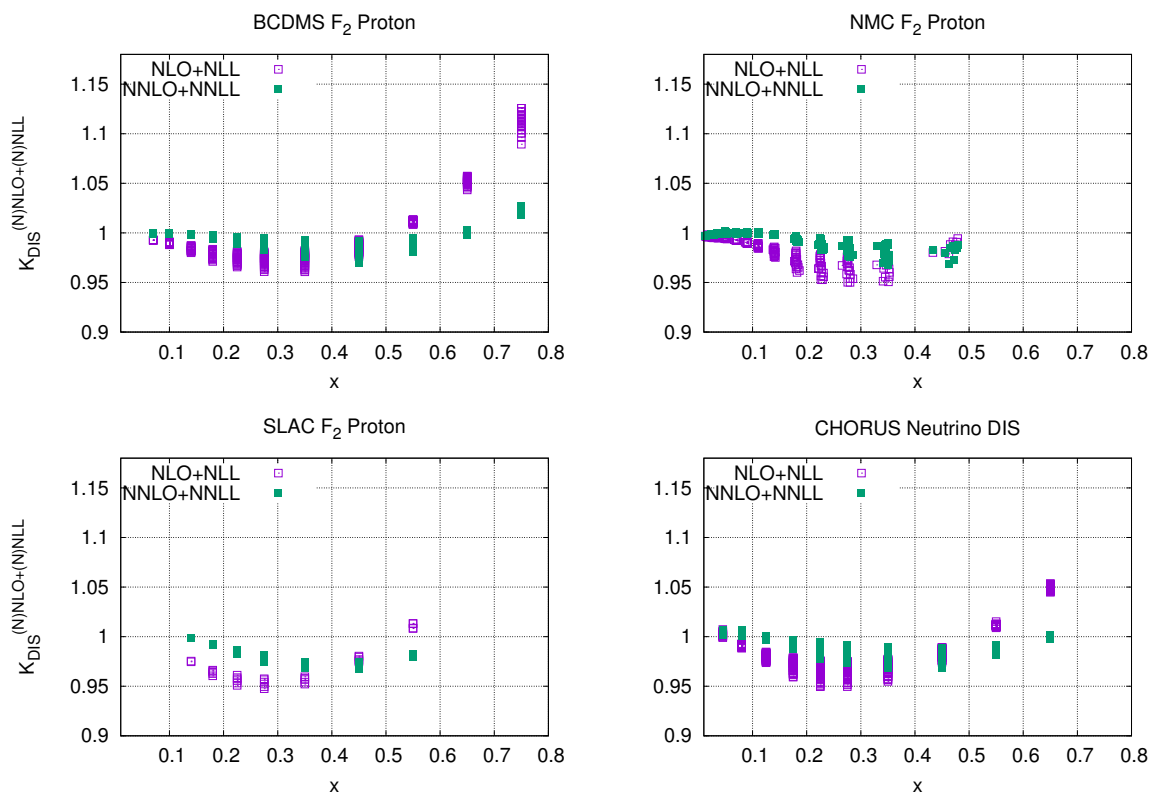 BCDMS F2 Proton
NLO+NLL
NNLO+NNLL
1.15
1.1
1.05
1
0.95
0.9
0.1 0.2 0.3 0.4 0.5 0.6 0.7 0.8
x
KDIS(N)NLO+(N)NLL
NMC F2 Proton
NLO+NLL
NNLO+NNLL
1.15
1.1
1.05
1
0.95
0.9
0.1 0.2 0.3 0.4 0.5 0.6 0.7 0.8
x
SLAC F2 Proton
NLO+NLL
NNLO+NNLL
1.15
1.1
1.05
1
0.95
0.9
0.1 0.2 0.3 0.4 0.5 0.6 0.7 0.8
x
KDIS(N)NLO+(N)NLL
CHORUS Neutrino DIS
NLO+NLL
NNLO+NNLL
1.15
1.1
1.05
1
0.95
0.9
0.1 0.2 0.3 0.4 0.5 0.6 0.7 0.8
x